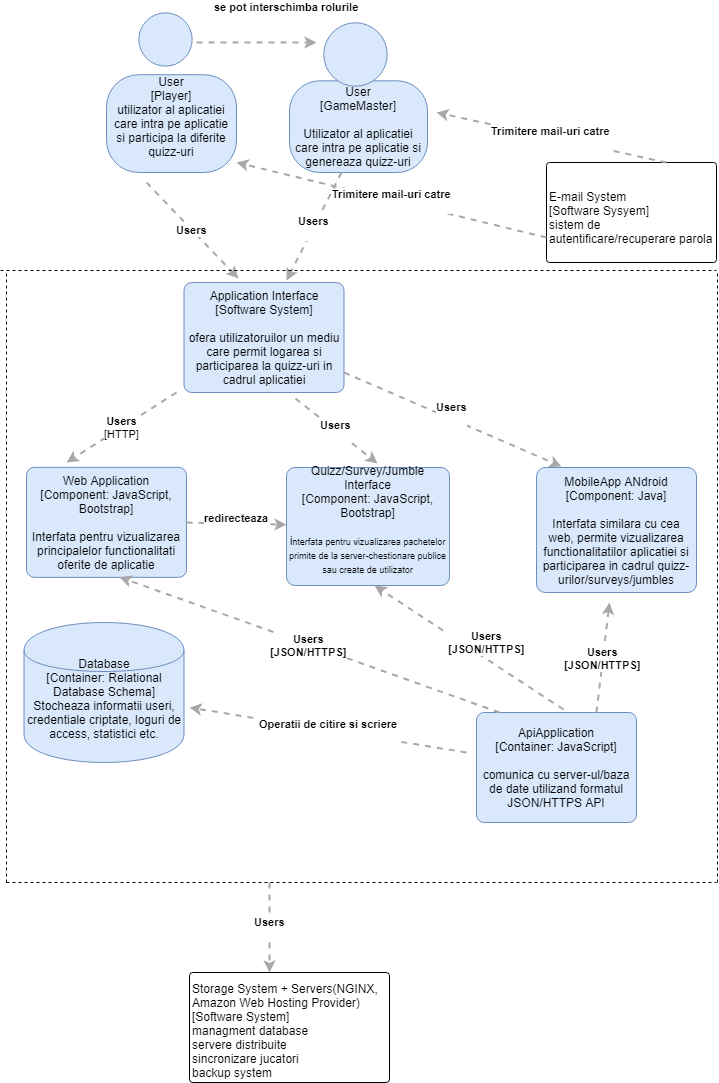 se pot interschimba rolurile
User
[Player]
utilizator al aplicatiei
care intra pe aplicatie
si participa la diferite
quizz-uri
User
[GameMaster]
Utilizator al aplicatiei
care intra pe aplicatie si
genereaza quizz-uri
Trimitere mail-uri catre
Trimitere mail-uri catre
E-mail System
[Software Sysyem]
sistem de
autentificare/recuperare parola
Users
Users
Application Interface
[Software System]
ofera utilizatoruilor un mediu
care permit logarea si
participarea la quizz-uri in
cadrul aplicatiei
Users
[HTTP]
Users
Users
Web Application
[Component: JavaScript,
Bootstrap]
Interfata pentru vizualizarea
principalelor functionalitati
oferite de aplicatie
redirecteaza
Quizz/Survey/Jumble
Interface
[Component: JavaScript,
Bootstrap]
İnterfata pentru vizualizarea pachetelor
primite de la server-chestionare publice
sau create de utilizator
MobileApp ANdroid
[Component: Java]
Interfata similara cu cea
web, permite vizualizarea
functionalitatilor aplicatiei si
participarea in cadrul quizz-
urilor/surveys/jumbles
Users
[JSON/HTTPS]
Users
[JSON/HTTPS]
Users
[JSON/HTTPS]
Database
[Container: Relational
Database Schema]
Stocheaza informatii useri,
credentiale criptate, loguri de
access, statistici etc.
Operatii de citire si scriere
ApiApplication
[Container: JavaScript]
comunica cu server-ul/baza
de date utilizand formatul
JSON/HTTPS API
Users
Storage System + Servers(NGINX,
Amazon Web Hosting Provider)
[Software System]
managment database
servere distribuite
sincronizare jucatori
backup system